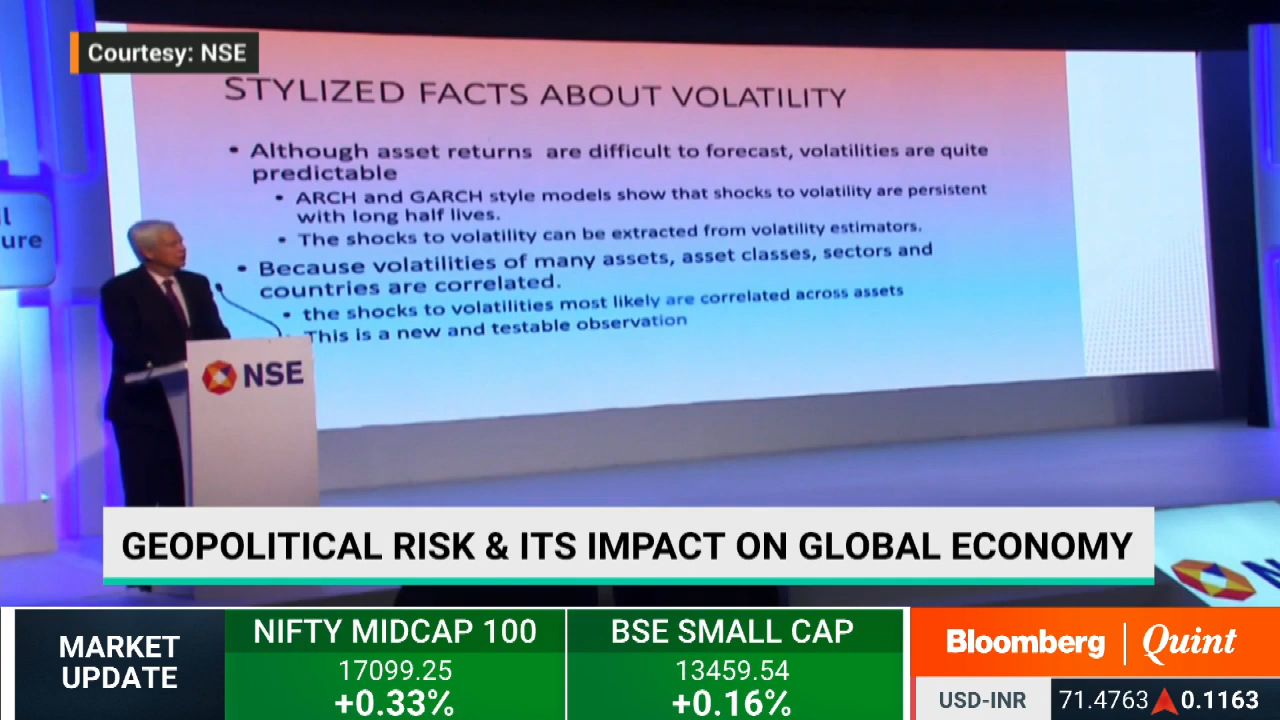 Courtesy: NSE
STYLIZED FACTS ABOUT VOLATILITY
• Although asset returns are difficult to forecast, volatilities are quite
predictable
• ARCH and GARCH style models show that shocks to volatility are persistent
with long half lives.
• The shocks to volatility can be extracted from volatility estimators.
• Because volatilities of many assets, asset classes, sectors and
countries are correlated.
• the shocks to volatilities most likely are correlated across assets
• This is a new and testable observation
NSE
GEOPOLITICAL RISK & ITS IMPACT ON GLOBAL ECONOMY
MARKET
UPDATE
NIFTY MIDCAP 100
17099.25
+0.33%
BSE SMALL CAP
13459.54
+0.16%
Bloomberg | Quint
USD-INR
71.4763 ▲ 0.1163